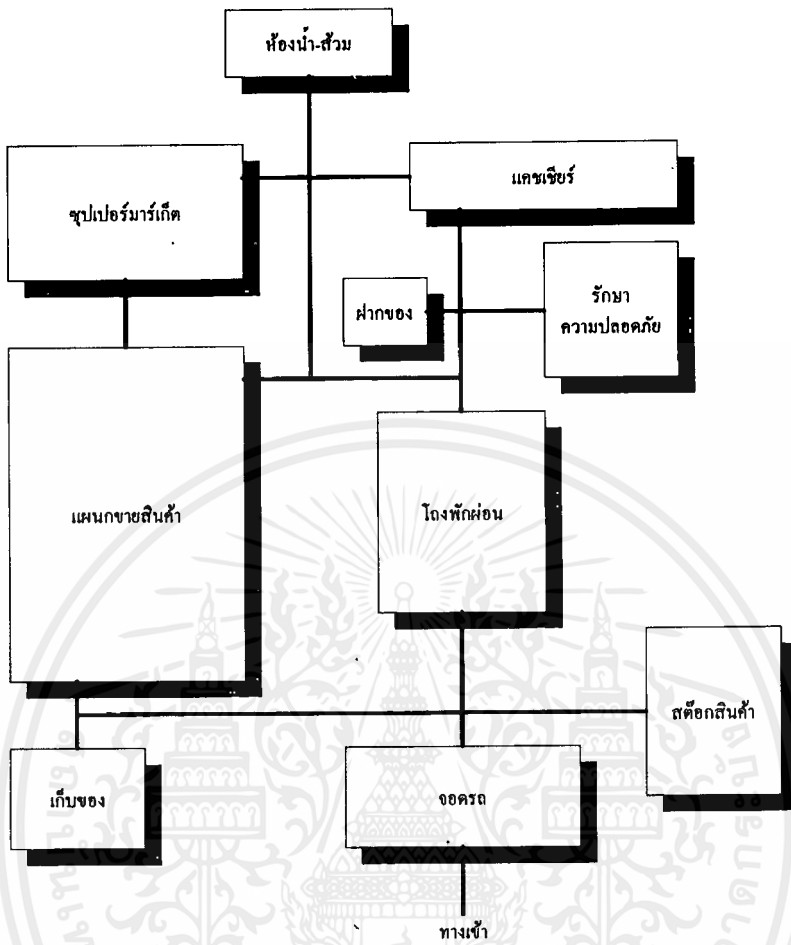 ห้องน้ำ-ส้วม
ซุปเปอร์มาร์เก็ต
แคชเชียร์
ฝากของ
รักษา
ความปลอดภัย
แผนกขายสินค้า
โถงพักผ่อน
สต๊อกสินค้า
เก็บของ
จอดรถ
ทางเข้า